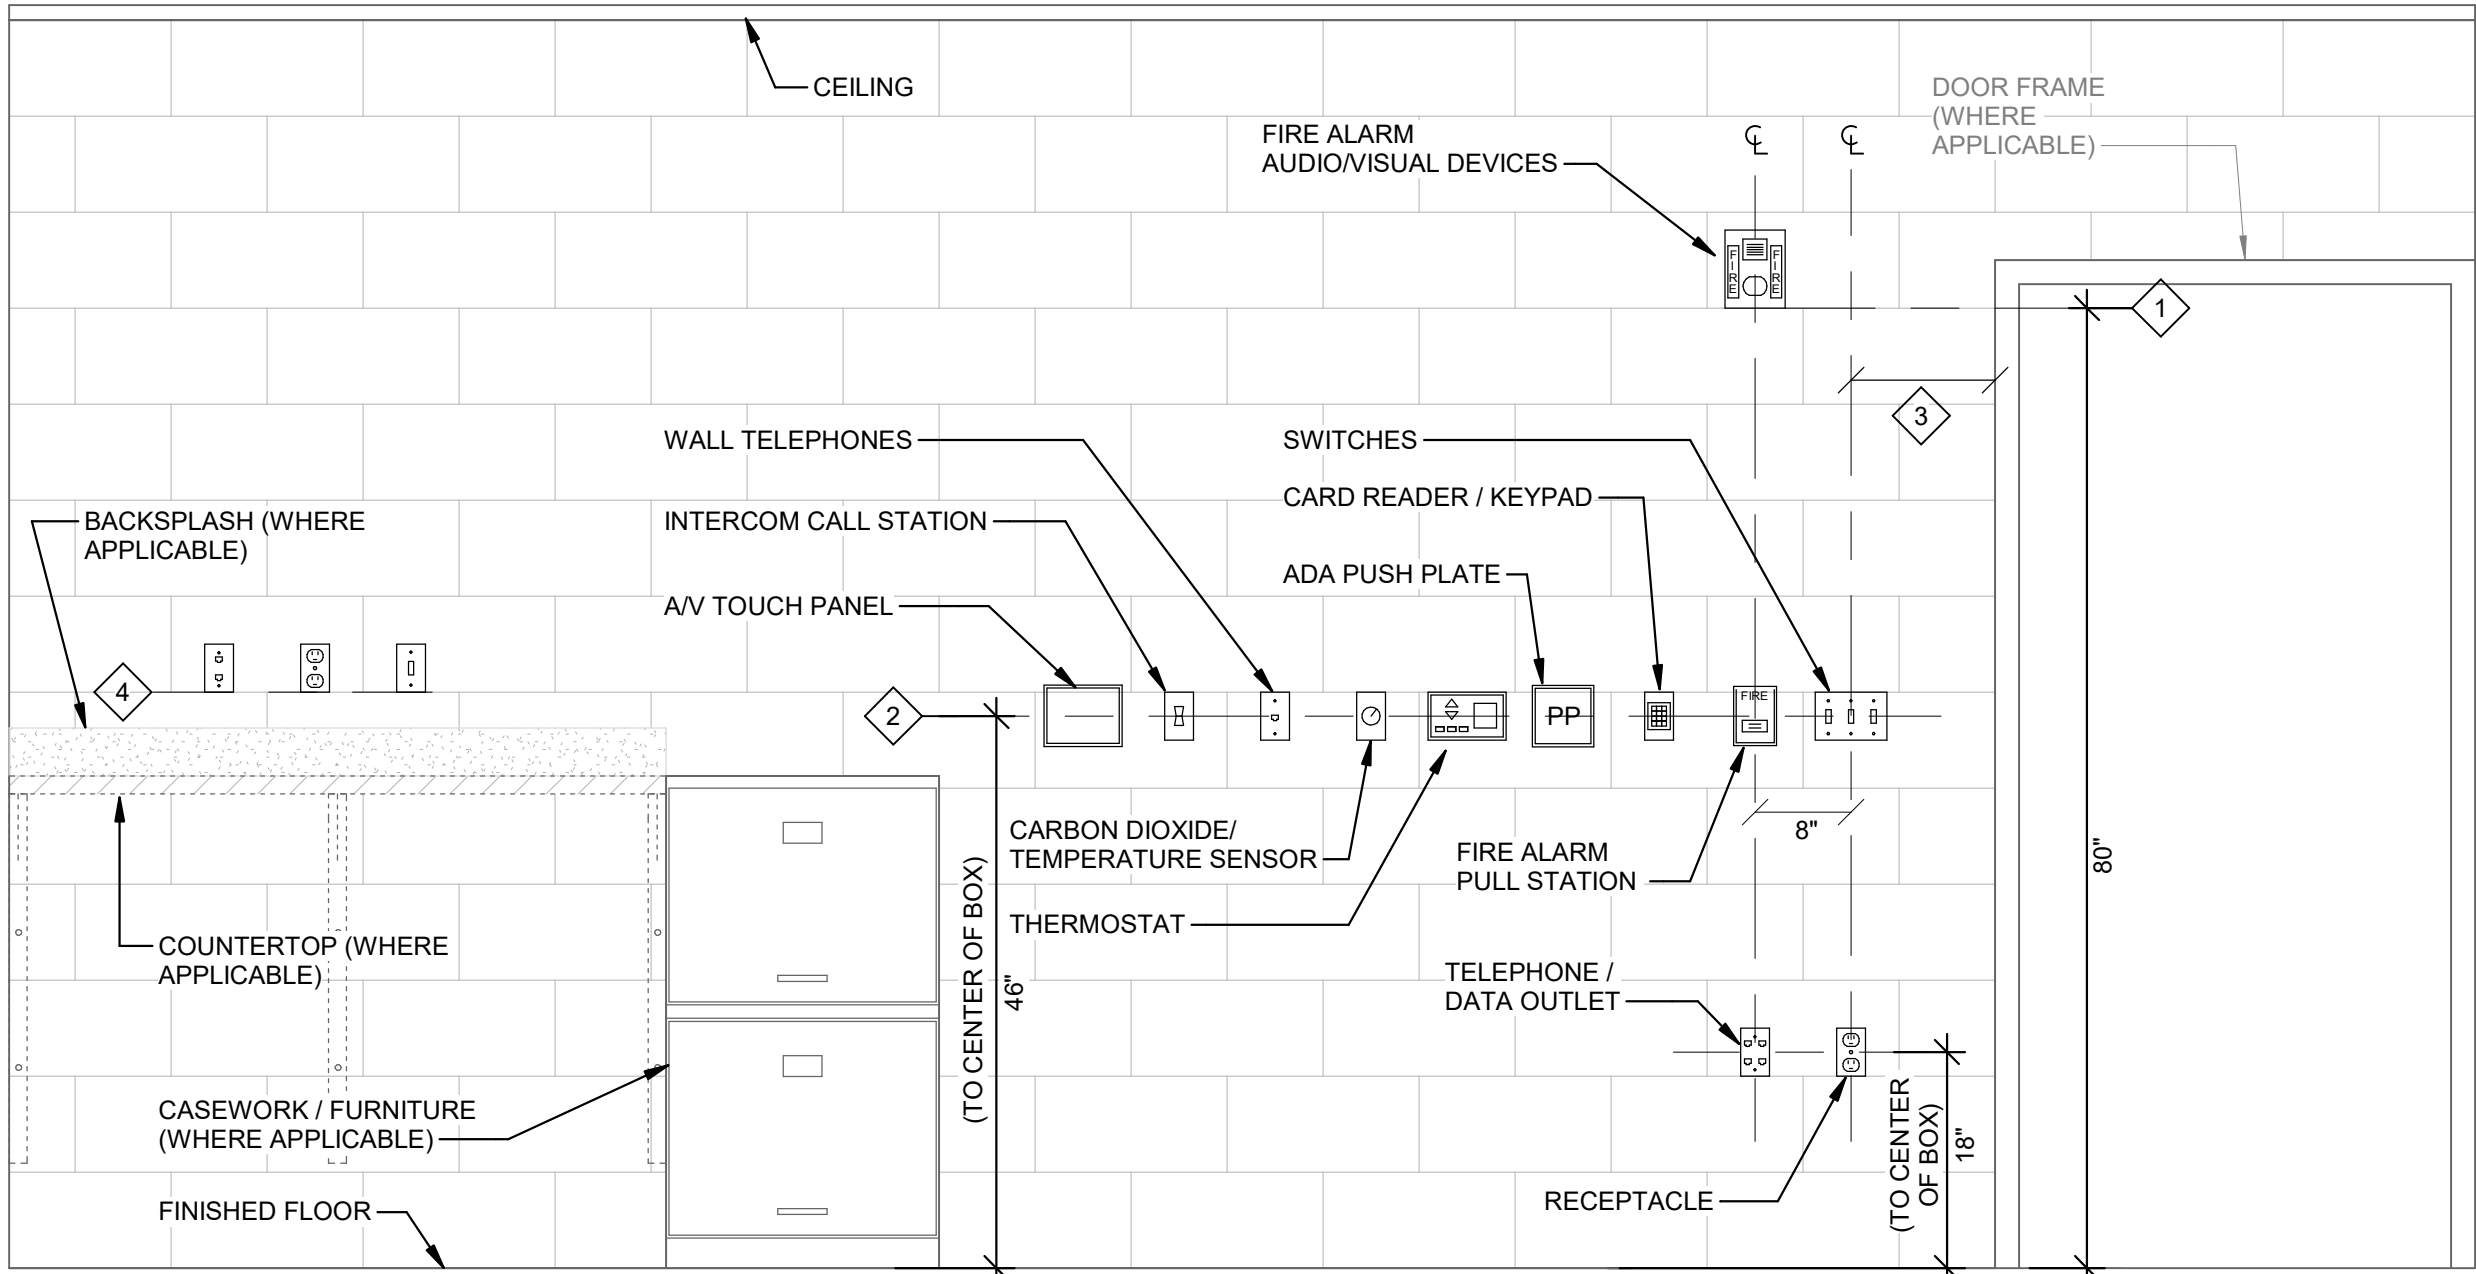 CEILING
DOOR FRAME
(WHERE
APPLICABLE)
FIRE ALARM
AUDIO/VISUAL DEVICES
℄
℄
FIRE
FIRE
1
3
WALL TELEPHONES
SWITCHES
CARD READER / KEYPAD
BACKSPLASH (WHERE
APPLICABLE)
INTERCOM CALL STATION
ADA PUSH PLATE
A/V TOUCH PANEL
4
2
PP
FIRE
8"
CARBON DIOXIDE/
TEMPERATURE SENSOR
FIRE ALARM
PULL STATION
80"
THERMOSTAT
COUNTERTOP (WHERE
APPLICABLE)
(TO CENTER OF BOX)
46"
TELEPHONE /
DATA OUTLET
CASEWORK / FURNITURE
(WHERE APPLICABLE)
(TO CENTER
OF BOX)
18"
RECEPTACLE
FINISHED FLOOR